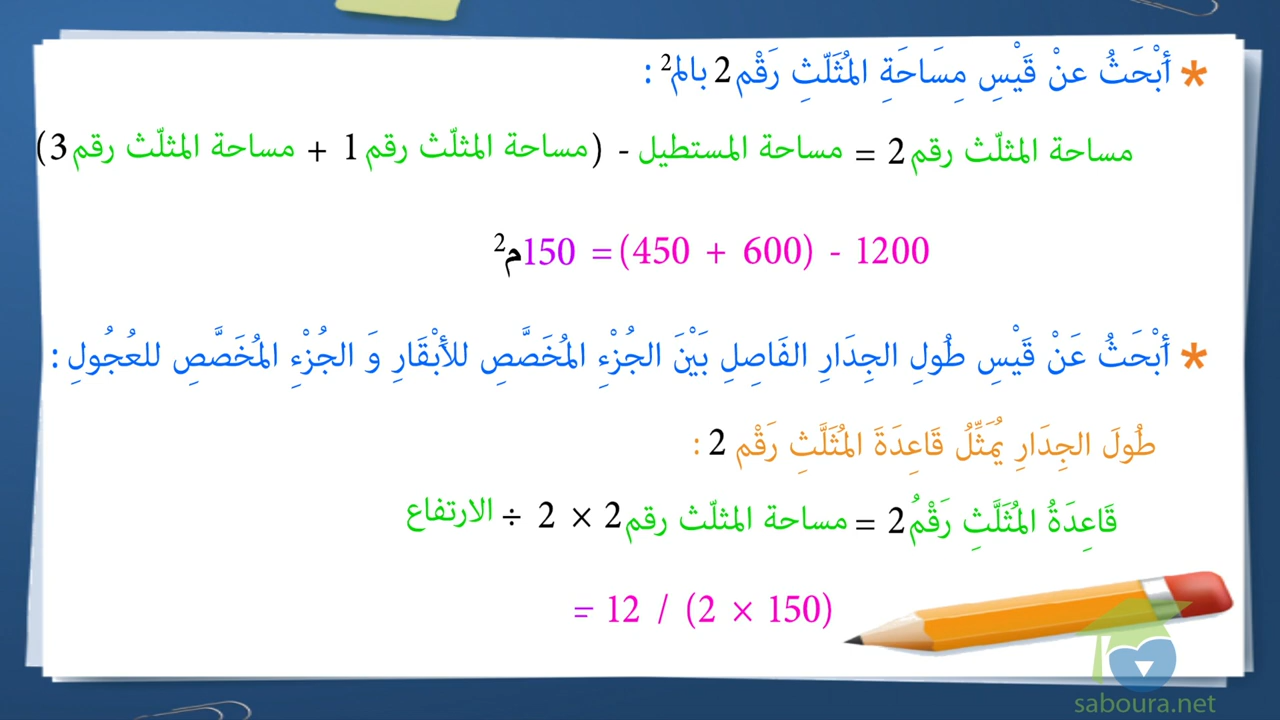 * أَبْحَثُ عنْ قَيْسِ مِسَاحَةِ المُثَلّثِ رَقْم 2 بالم² :
مساحة المثلّث رقم 2 = مساحة المستطيل - (مساحة المثلّث رقم 1 + مساحة المثلّث رقم 3)
1200 - (600 + 450) = 150م²
* أَبْحَثُ عَنْ قَيْسِ طُولِ الجِدَارِ الفَاصِلِ بَيْنَ الجُزْءِ المُخَصَّصِ للأَبْقَارِ وَ الجُزْءِ المُخَصَّصِ للعُجُولِ :
طُولَ الجِدَارِ يُمَثِّلُ قَاعِدَةَ المُثَلَّثِ رَقْم 2 :
قَاعِدَةُ المُثَلَّثِ رَقْمُ 2 = مساحة المثلّث رقم 2 × 2 ÷ الارتفاع
(150 × 2) / 12 =
saboura.net